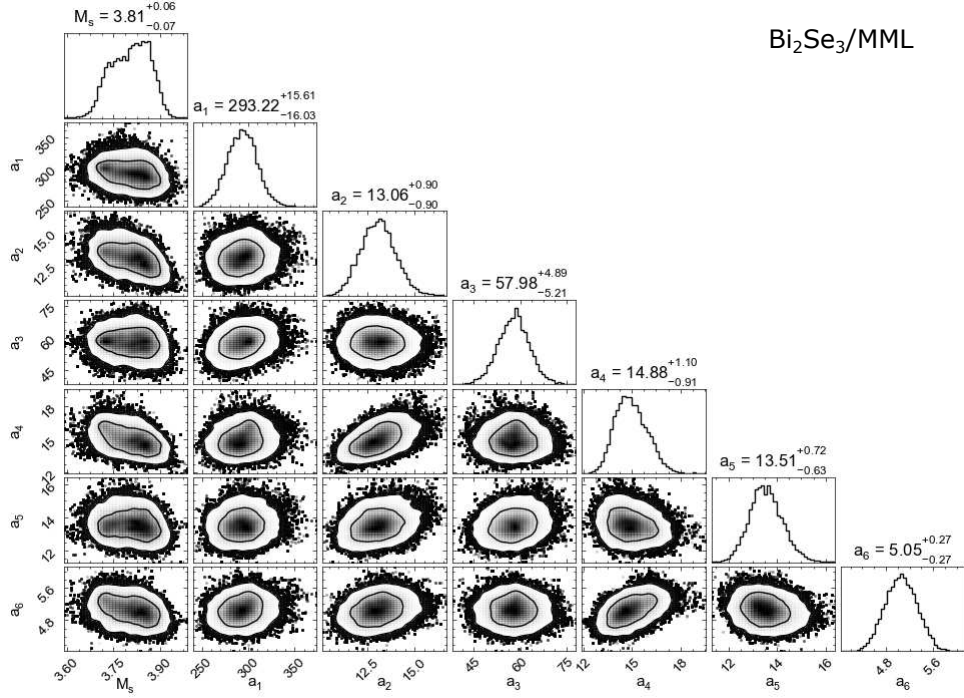 M_s = 3.81 +0.06 −0.07
Bi₂Se₃/MML
a₁ = 293.22 +15.61 −16.03
350
300
250
a₁
a₂ = 13.06 +0.90 −0.90
15.0
12.5
a₂
a₃ = 57.98 +4.89 −5.21
75
60
45
a₃
a₄ = 14.88 +1.10 −0.91
18
15
12
a₄
a₅ = 13.51 +0.72 −0.63
16
14
12
a₅
a₆ = 5.05 +0.27 −0.27
5.6
4.8
a₆
3.60 3.75 3.90 250 300 350 12.5 15.0 45 60 75 12 15 18 12 14 16 4.8 5.6
M_s a₁ a₂ a₃ a₄ a₅ a₆